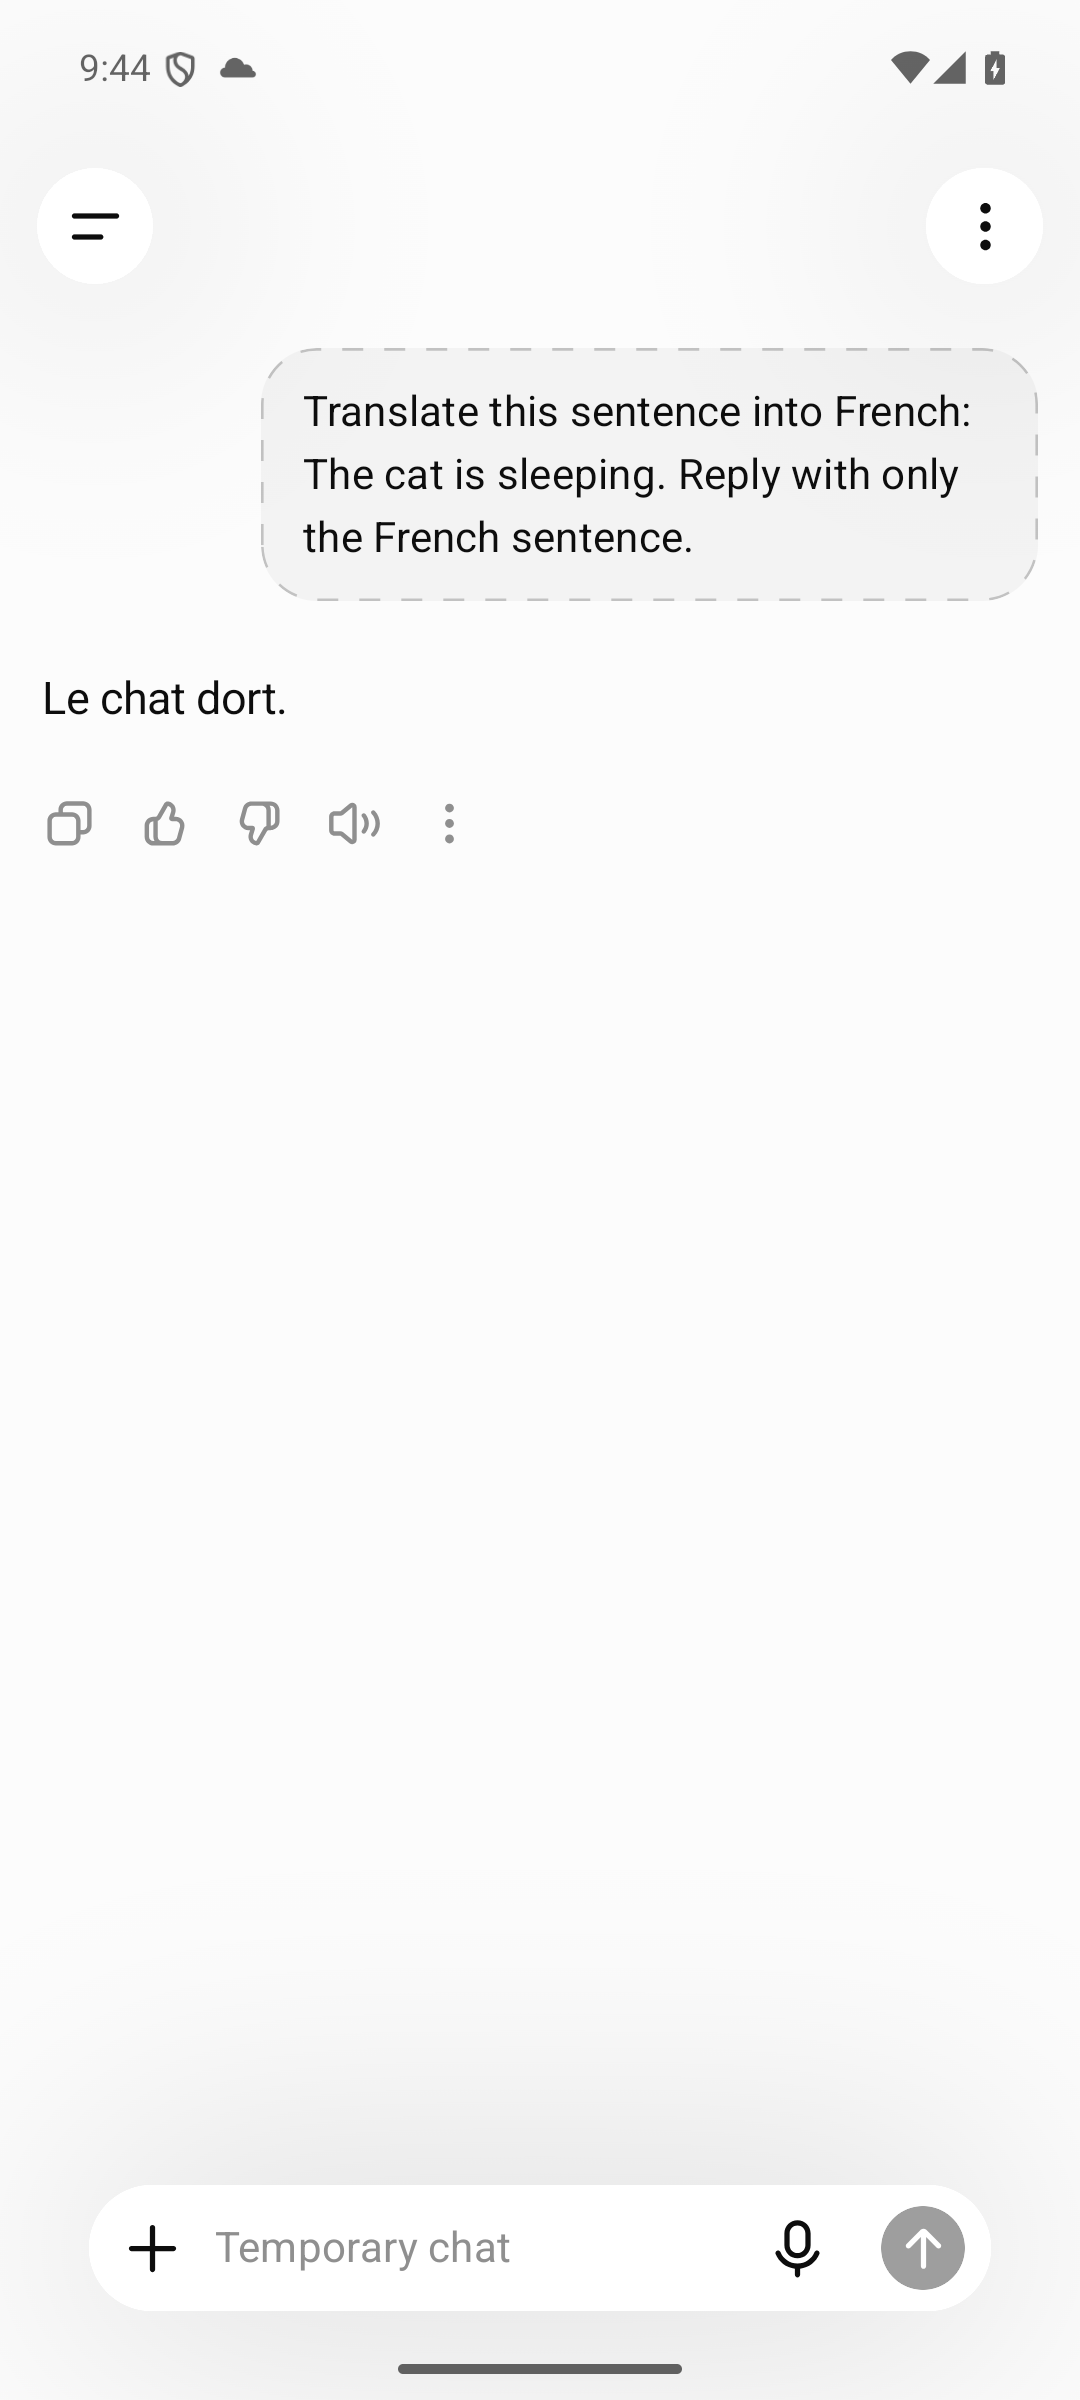 9:44
Translate this sentence into French:
The cat is sleeping. Reply with only
the French sentence.
Le chat dort.
Temporary chat